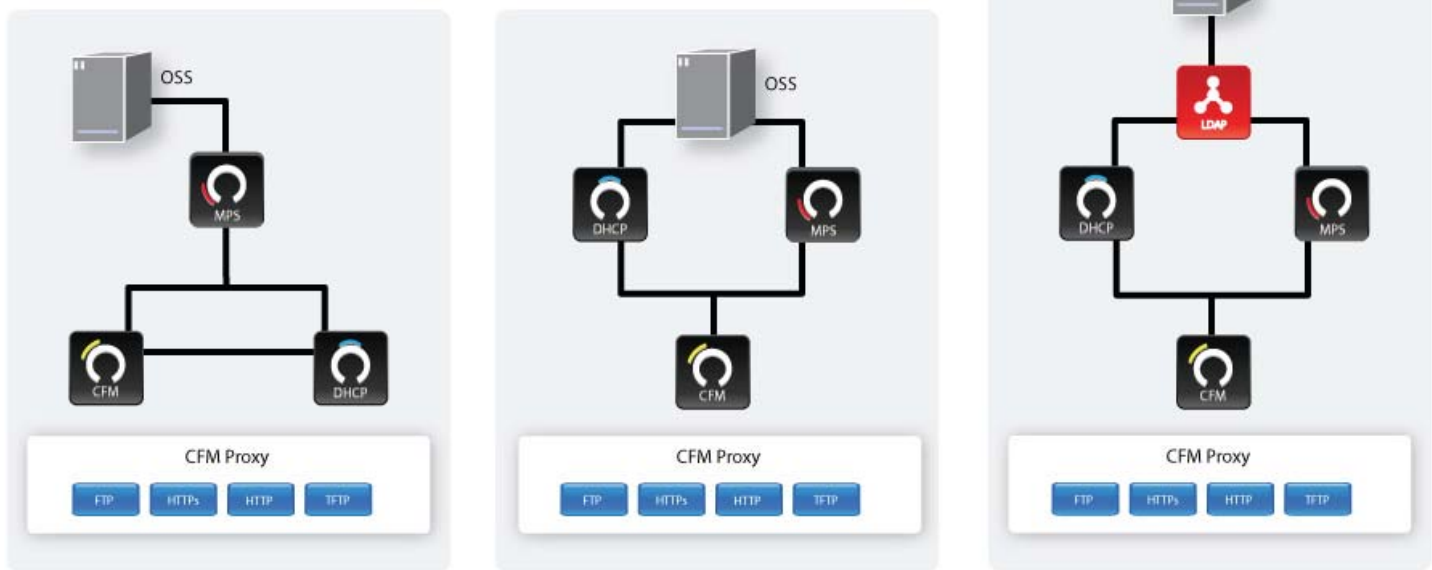 OSS
MPS
CFM
DHCP
CFM Proxy
FTP HTTPs HTTP TFTP
OSS
DHCP
MPS
CFM
CFM Proxy
FTP HTTPs HTTP TFTP
LDAP
DHCP
MPS
CFM
CFM Proxy
FTP HTTPs HTTP TFTP